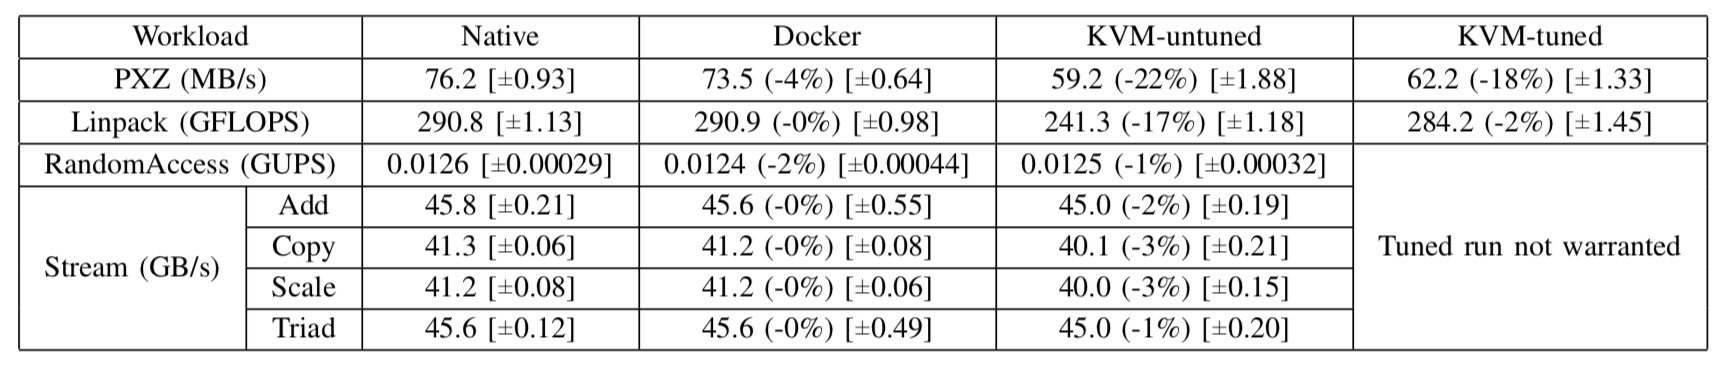 Workload Native Docker KVM-untuned KVM-tuned
PXZ (MB/s) 76.2 [±0.93] 73.5 (-4%) [±0.64] 59.2 (-22%) [±1.88] 62.2 (-18%) [±1.33]
Linpack (GFLOPS) 290.8 [±1.13] 290.9 (-0%) [±0.98] 241.3 (-17%) [±1.18] 284.2 (-2%) [±1.45]
RandomAccess (GUPS) 0.0126 [±0.00029] 0.0124 (-2%) [±0.00044] 0.0125 (-1%) [±0.00032]
Stream (GB/s)
Add 45.8 [±0.21] 45.6 (-0%) [±0.55] 45.0 (-2%) [±0.19]
Copy 41.3 [±0.06] 41.2 (-0%) [±0.08] 40.1 (-3%) [±0.21] Tuned run not warranted
Scale 41.2 [±0.08] 41.2 (-0%) [±0.06] 40.0 (-3%) [±0.15]
Triad 45.6 [±0.12] 45.6 (-0%) [±0.49] 45.0 (-1%) [±0.20]